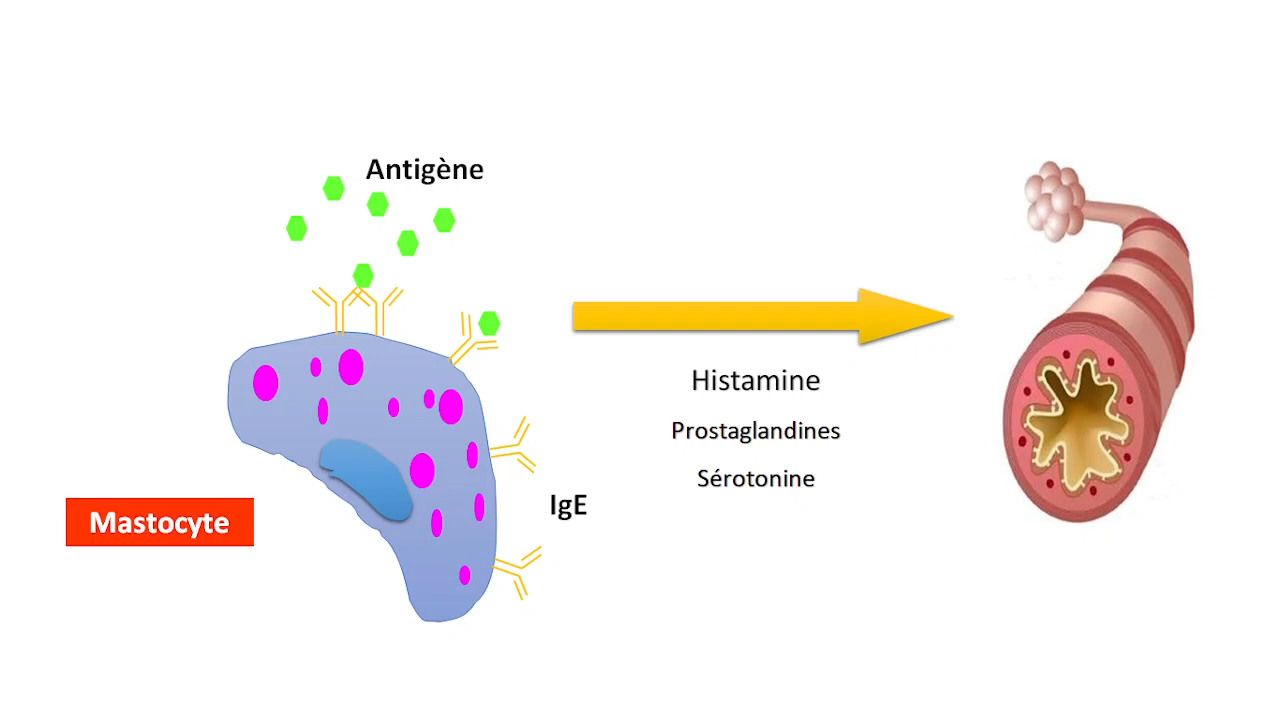 Antigène
Histamine
Prostaglandines
Sérotonine
IgE
Mastocyte